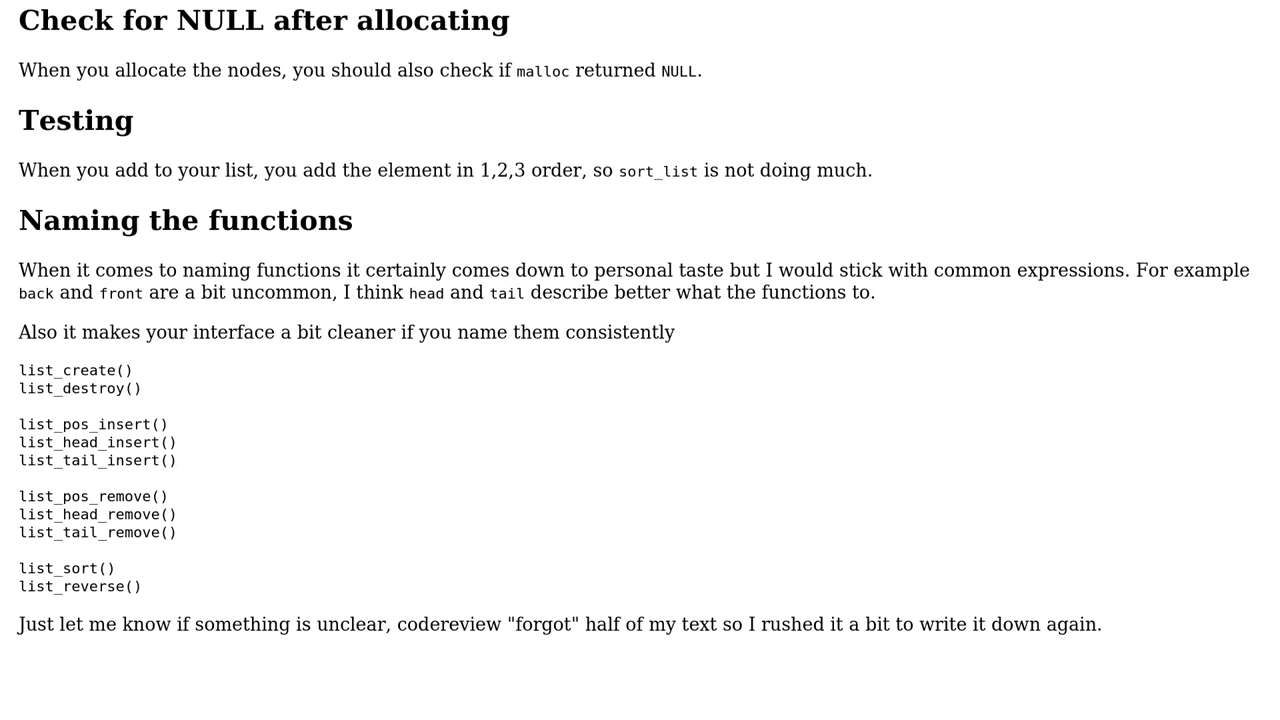 Check for NULL after allocating
When you allocate the nodes, you should also check if malloc returned NULL.
Testing
When you add to your list, you add the element in 1,2,3 order, so sort_list is not doing much.
Naming the functions
When it comes to naming functions it certainly comes down to personal taste but I would stick with common expressions. For example
back and front are a bit uncommon, I think head and tail describe better what the functions to.
Also it makes your interface a bit cleaner if you name them consistently
list_create()
list_destroy()
list_pos_insert()
list_head_insert()
list_tail_insert()
list_pos_remove()
list_head_remove()
list_tail_remove()
list_sort()
list_reverse()
Just let me know if something is unclear, codereview "forgot" half of my text so I rushed it a bit to write it down again.